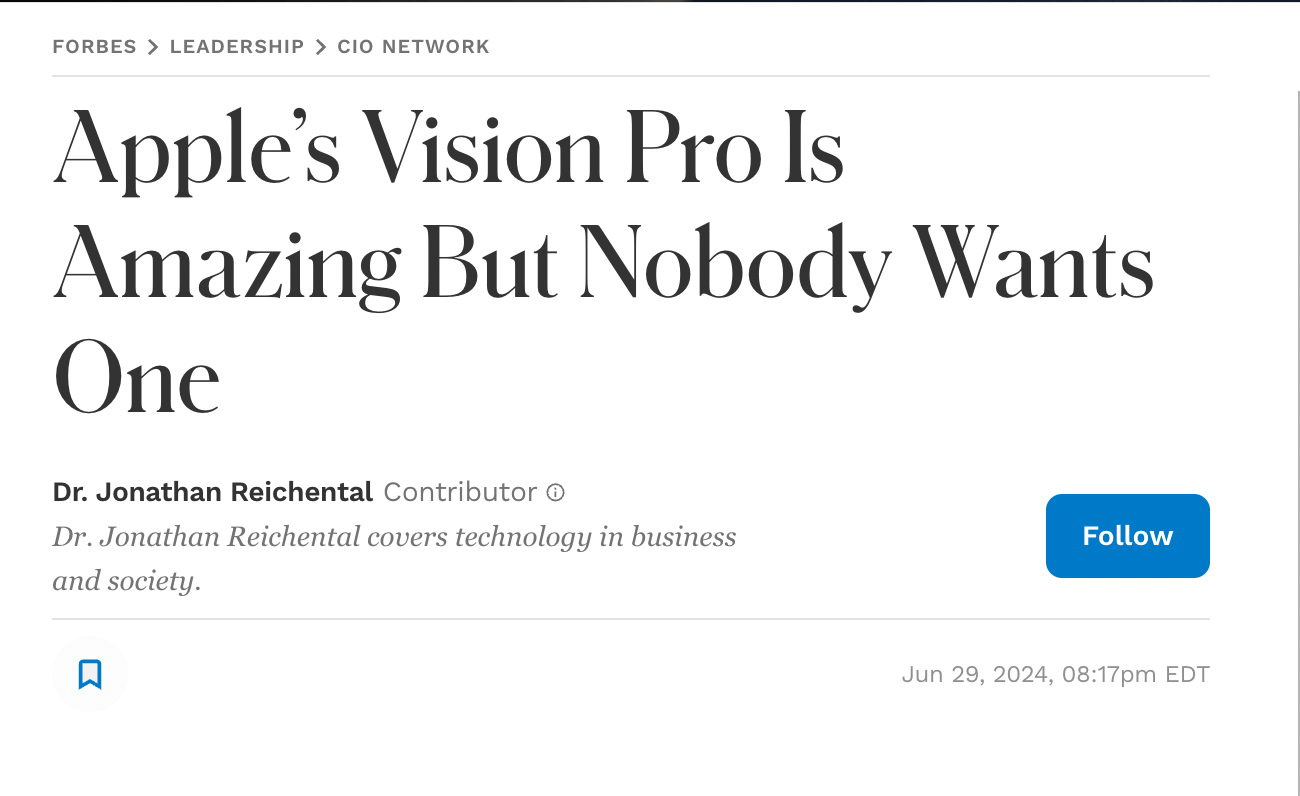 FORBES > LEADERSHIP > CIO NETWORK
Apple’s Vision Pro Is
Amazing But Nobody Wants
One
Dr. Jonathan Reichental Contributor
Dr. Jonathan Reichental covers technology in business
and society.
Follow
Jun 29, 2024, 08:17pm EDT